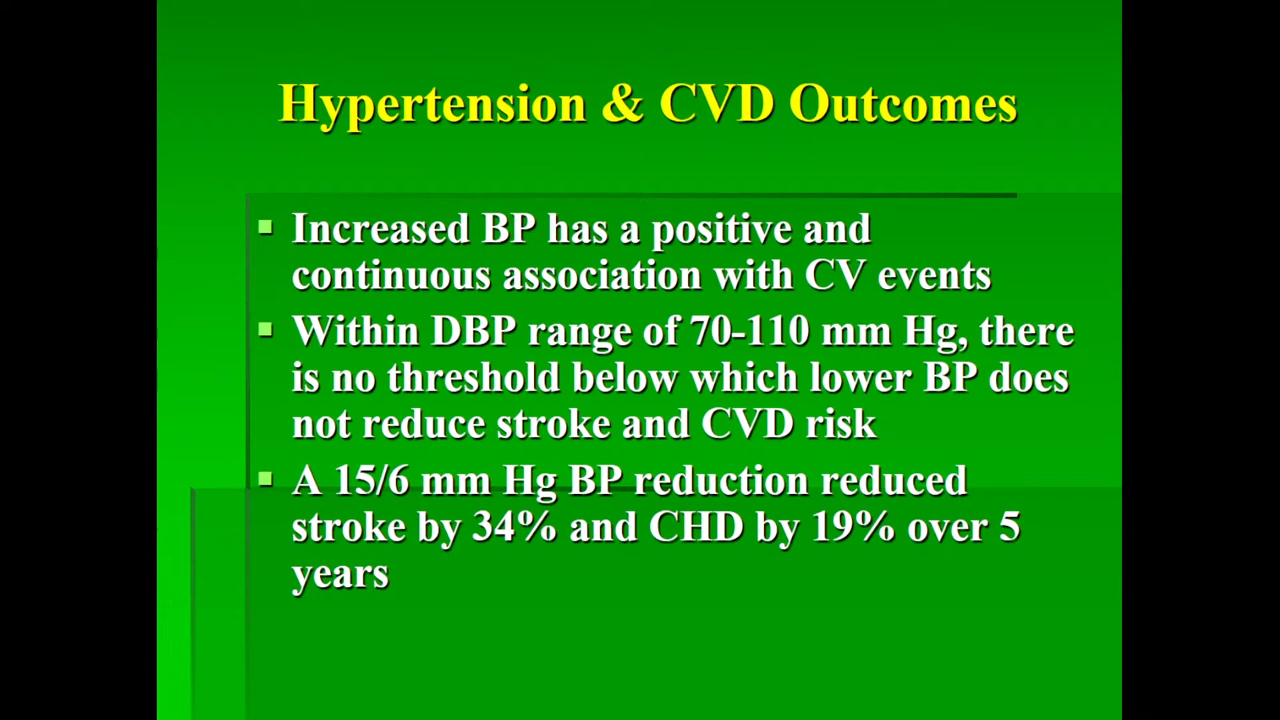 Hypertension & CVD Outcomes
Increased BP has a positive and
continuous association with CV events
Within DBP range of 70-110 mm Hg, there
is no threshold below which lower BP does
not reduce stroke and CVD risk
A 15/6 mm Hg BP reduction reduced
stroke by 34% and CHD by 19% over 5
years